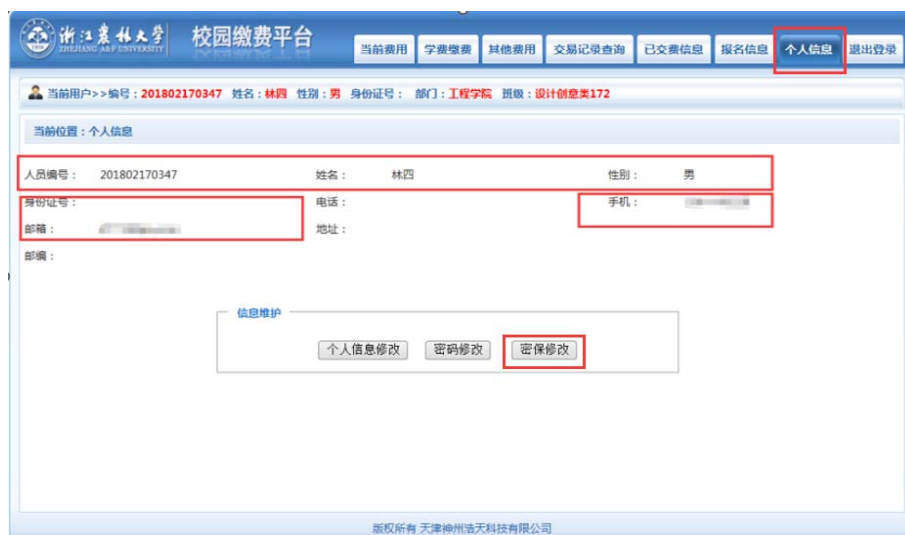 浙江农林大学 校园缴费平台
ZHEJIANG A&F UNIVERSITY
当前费用 学费缴费 其他费用 交易记录查询 已交费信息 报名信息 个人信息 退出登录
当前用户>>编号：201802170347 姓名：林四 性别：男 身份证号： 部门：工程学院 班级：设计创意类172
当前位置：个人信息
人员编号： 201802170347 姓名： 林四 性别： 男
身份证号： 电话： 手机：
邮箱： 地址：
邮编：
信息维护
个人信息修改 密码修改 密保修改
版权所有 天津神州浩天科技有限公司